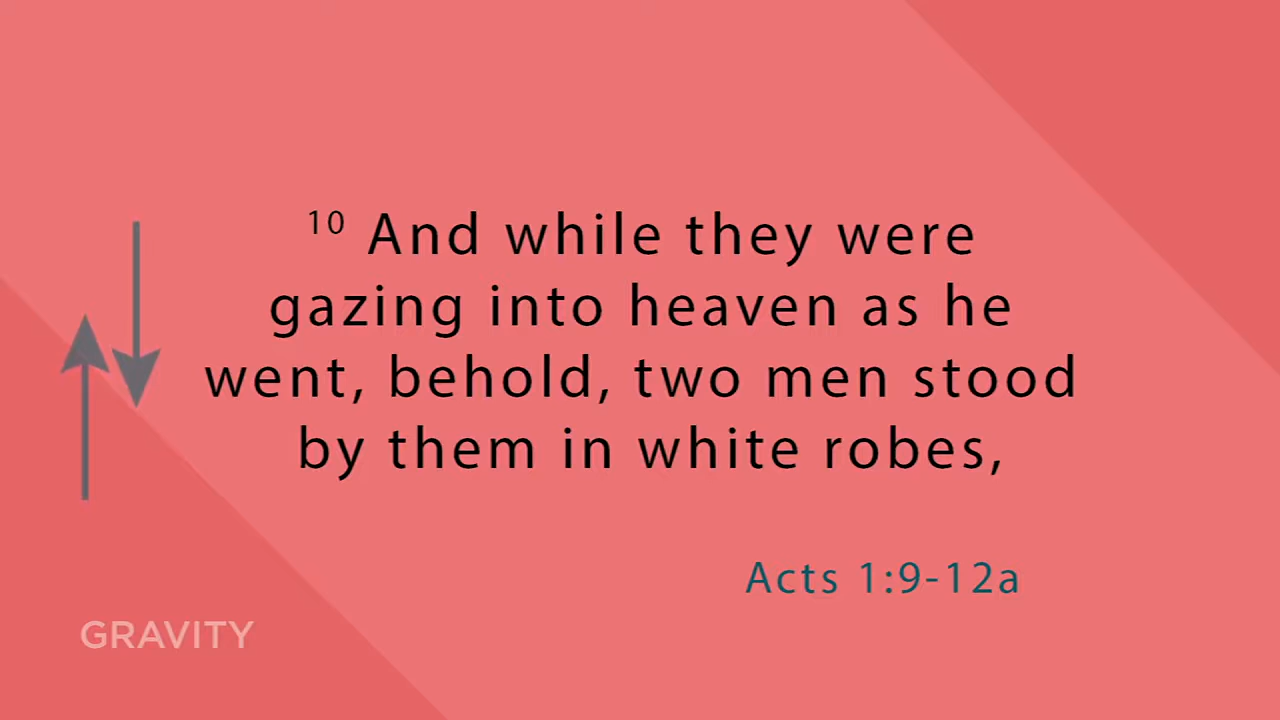 10 And while they were
gazing into heaven as he
went, behold, two men stood
by them in white robes,
Acts 1:9-12a
GRAVITY